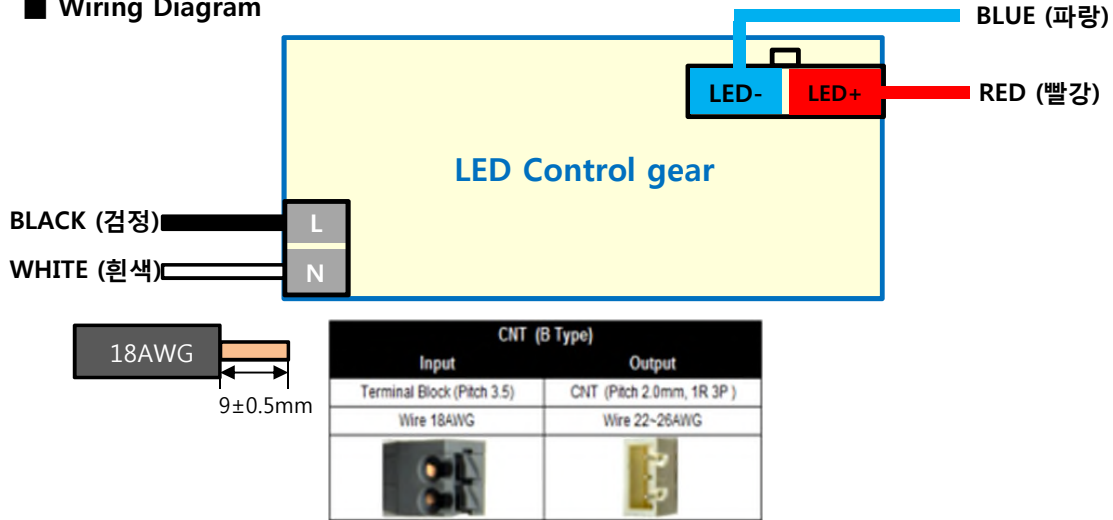 ■ Wiring Diagram
BLUE (파랑)
LED-
LED+
RED (빨강)
LED Control gear
BLACK (검정)
L
WHITE (흰색)
N
18AWG
9±0.5mm
CNT (B Type)
Input
Output
Terminal Block (Pitch 3.5)
CNT (Pitch 2.0mm, 1R 3P )
Wire 18AWG
Wire 22~26AWG